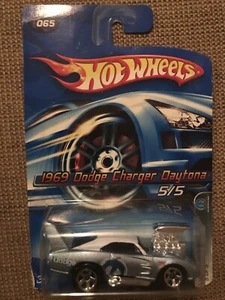 065
HOT WHEELS
1969 Dodge Charger Daytona
5/5